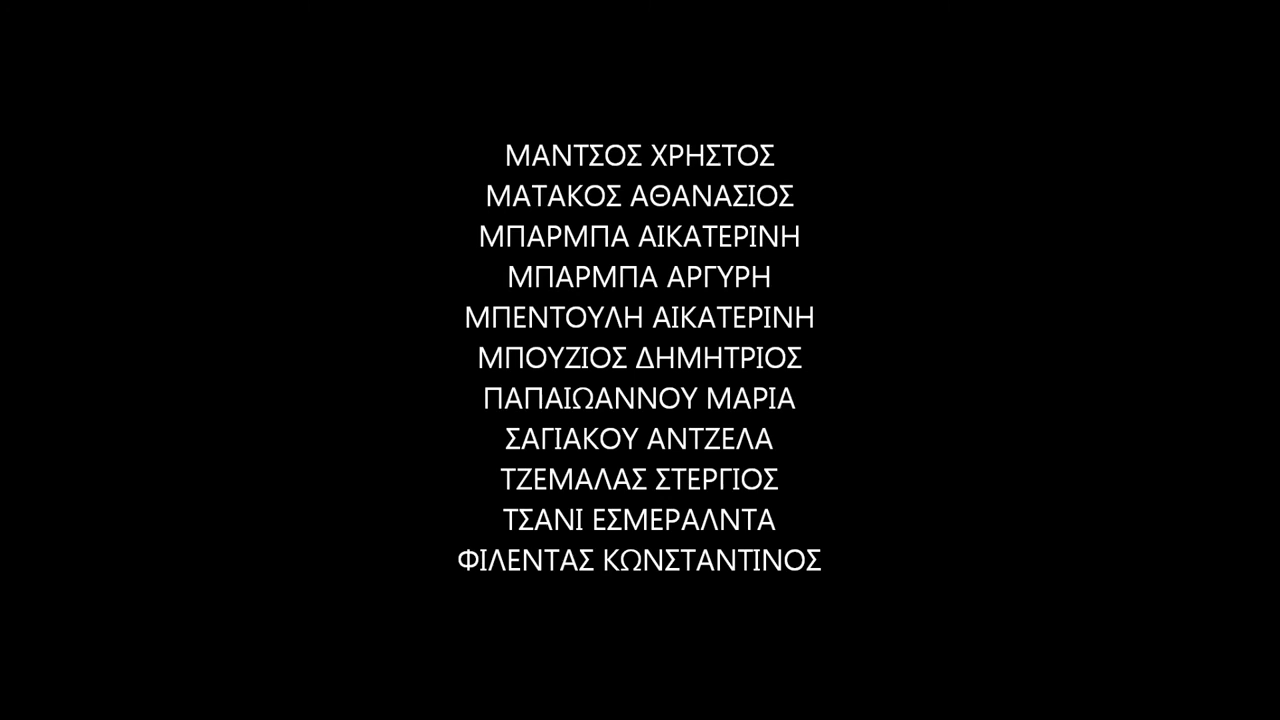 ΜΑΝΤΣΟΣ ΧΡΗΣΤΟΣ
ΜΑΤΑΚΟΣ ΑΘΑΝΑΣΙΟΣ
ΜΠΑΡΜΠΑ ΑΙΚΑΤΕΡΙΝΗ
ΜΠΑΡΜΠΑ ΑΡΓΥΡΗ
ΜΠΕΝΤΟΥΛΗ ΑΙΚΑΤΕΡΙΝΗ
ΜΠΟΥΖΙΟΣ ΔΗΜΗΤΡΙΟΣ
ΠΑΠΑΙΩΑΝΝΟΥ ΜΑΡΙΑ
ΣΑΓΙΑΚΟΥ ΑΝΤΖΕΛΑ
ΤΖΕΜΑΛΑΣ ΣΤΕΡΓΙΟΣ
ΤΣΑΝΙ ΕΣΜΕΡΑΛΝΤΑ
ΦΙΛΕΝΤΑΣ ΚΩΝΣΤΑΝΤΙΝΟΣ